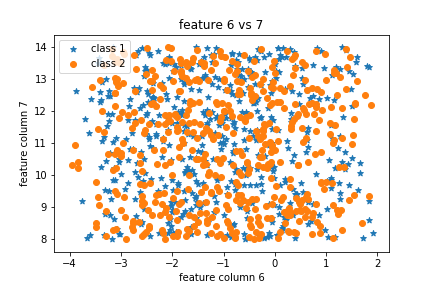 feature 6 vs 7
class 1
class 2
14
13
12
11
10
9
8
feature column 7
−4 −3 −2 −1 0 1 2
feature column 6